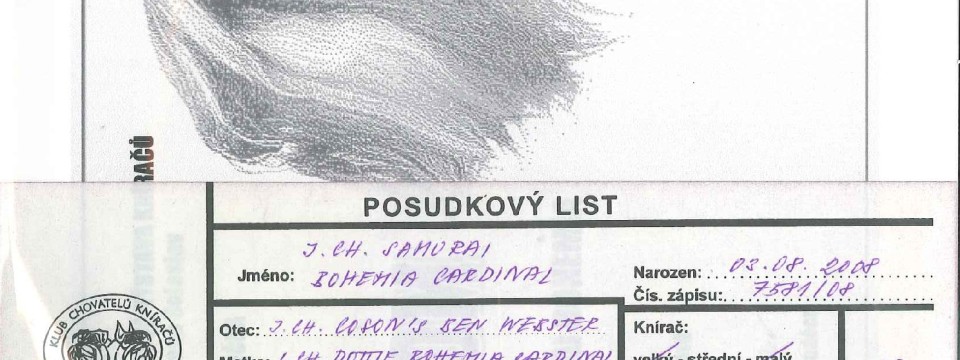 RAČŮ
POSUDKOVÝ LIST
J. CH. SAMURAI
Jméno: BOHEMIA CARDINAL
Narozen: 03.08.2008
Čís. zápisu: 7581/08
KLUB CHOVATELŮ KNÍRAČŮ
Otec: J. CH. COSON'S BEN WEBSTER
Knírač:
Matka: J. CH. DOTTIE BOHEMIA CARDINAL
velký - střední - malý